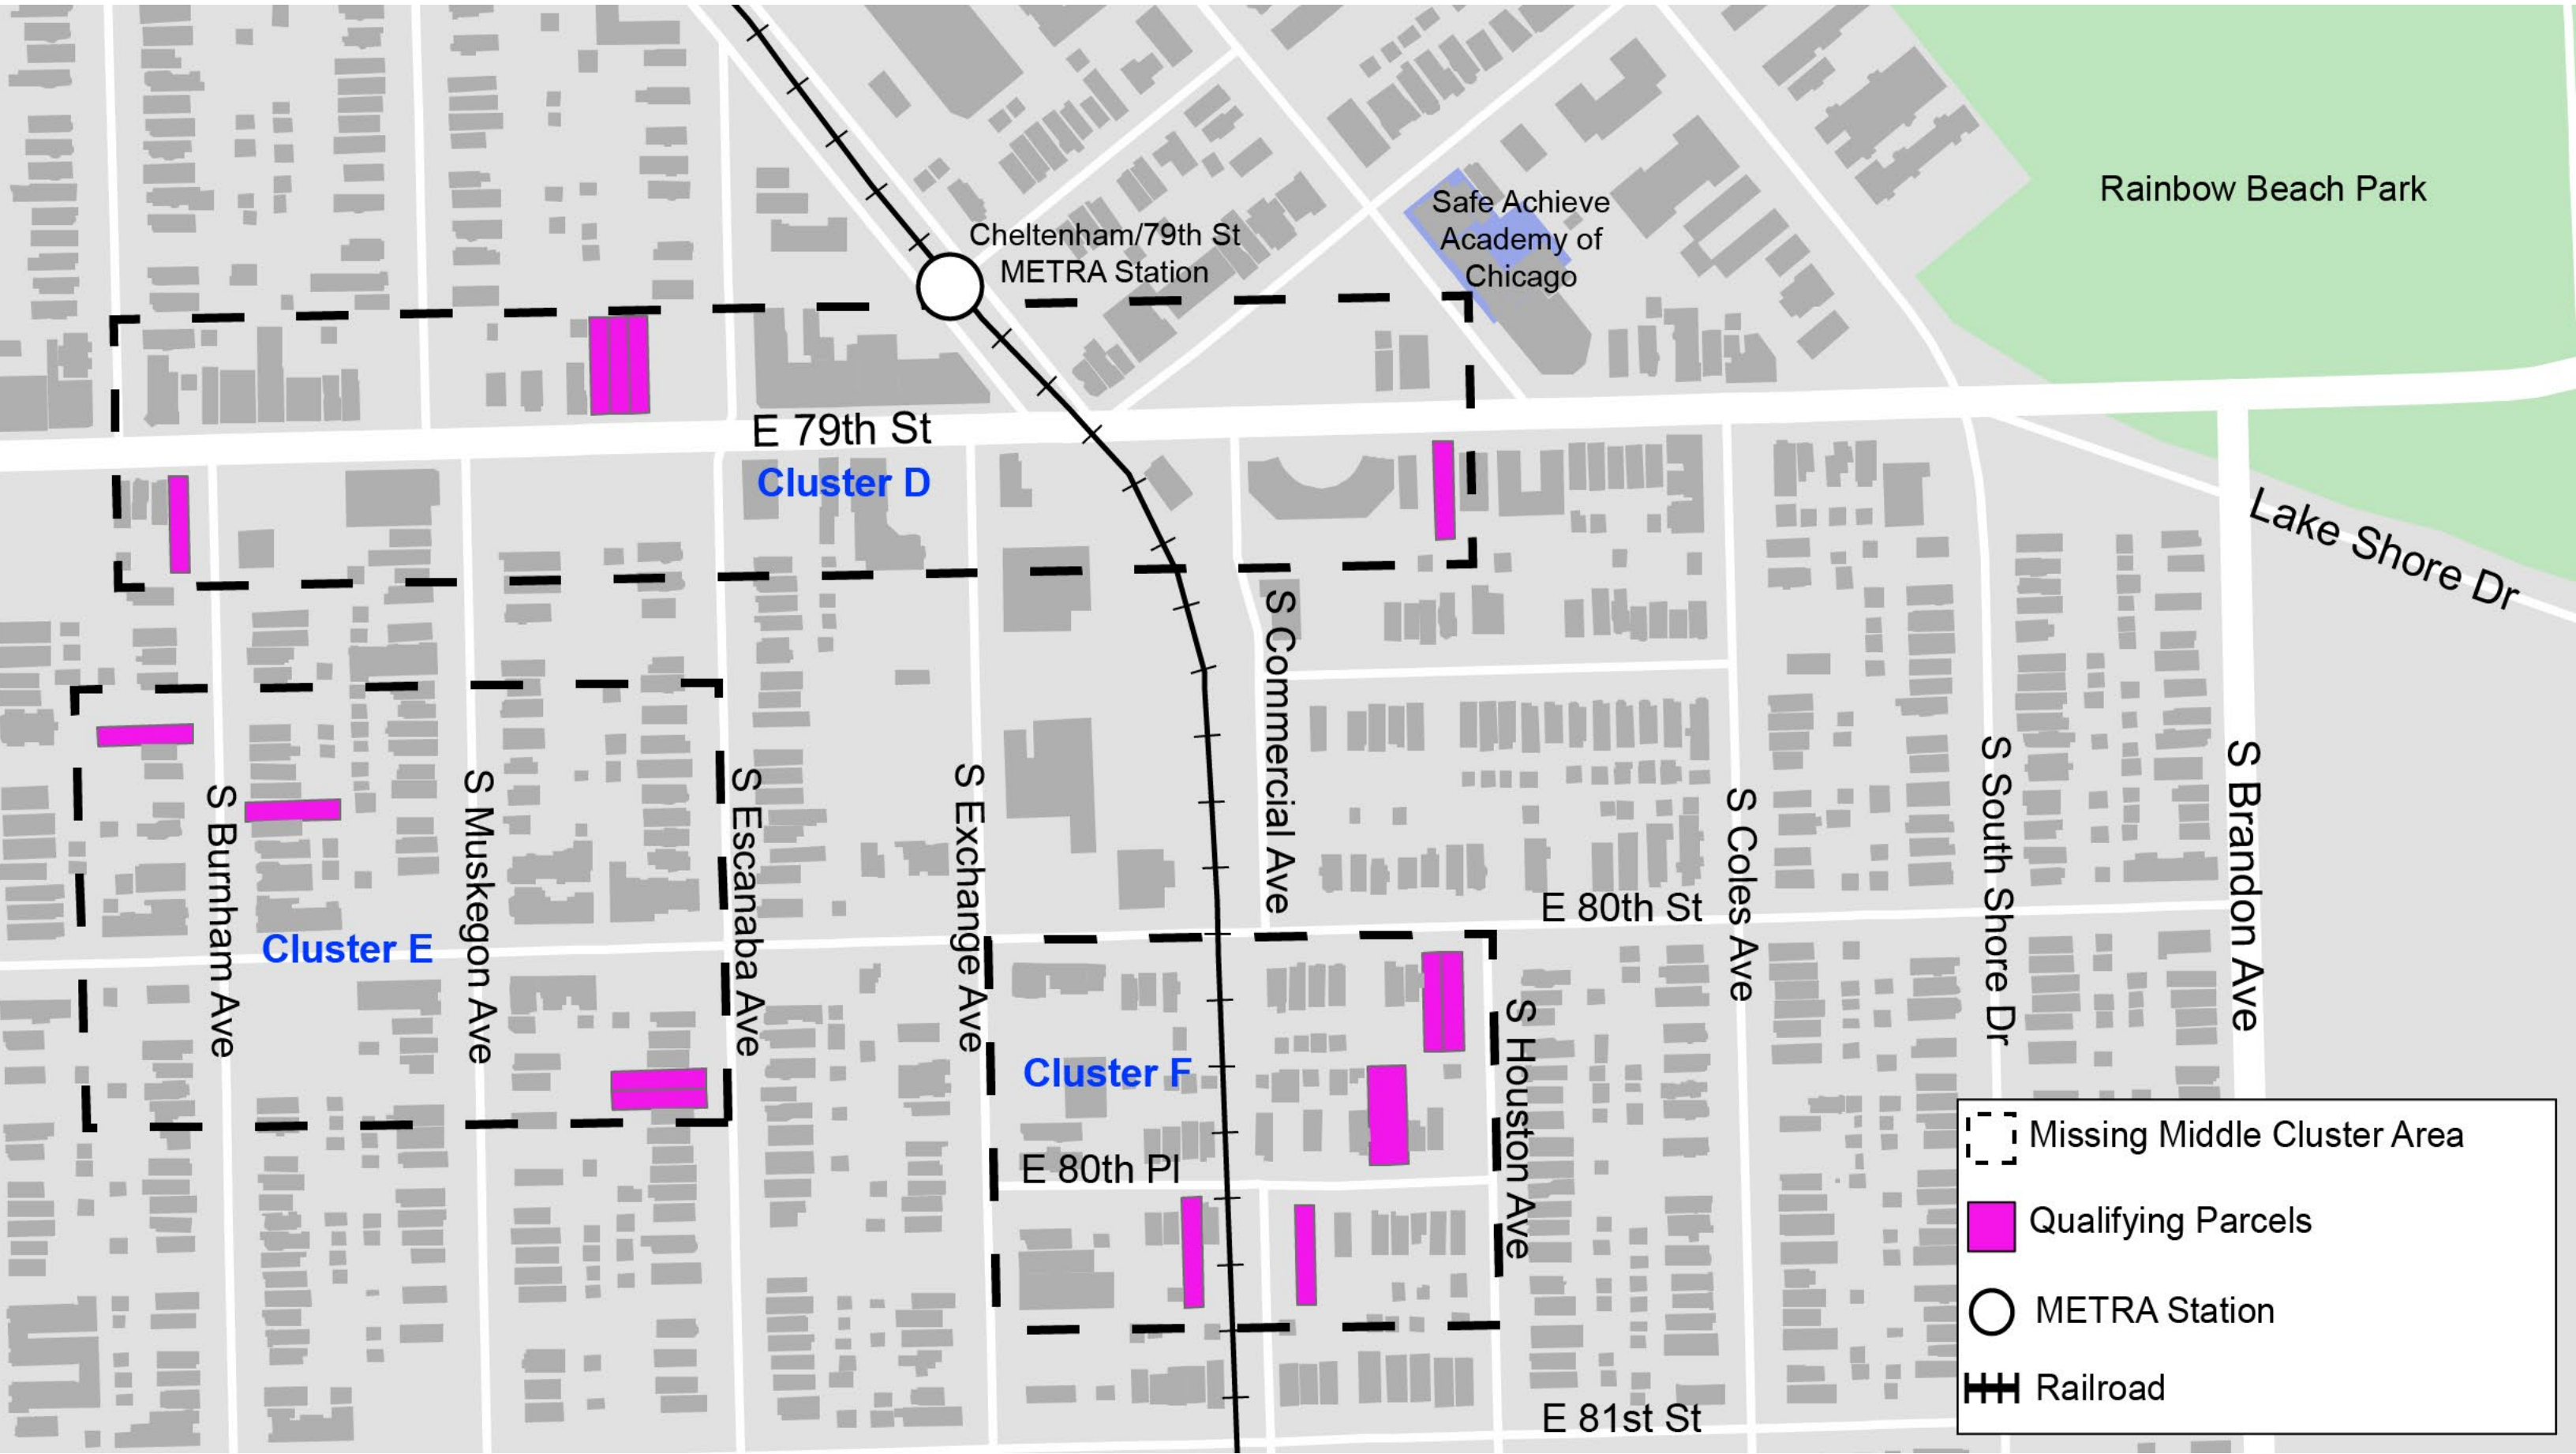 Rainbow Beach Park
Safe Achieve
Academy of
Chicago
Cheltenham/79th St
METRA Station
E 79th St
Cluster D
Lake Shore Dr
S Commercial Ave
S Burnham Ave
S Muskegon Ave
S Escanaba Ave
S Exchange Ave
S Coles Ave
S South Shore Dr
S Brandon Ave
E 80th St
Cluster E
S Houston Ave
Cluster F
E 80th Pl
E 81st St
Missing Middle Cluster Area
Qualifying Parcels
METRA Station
Railroad